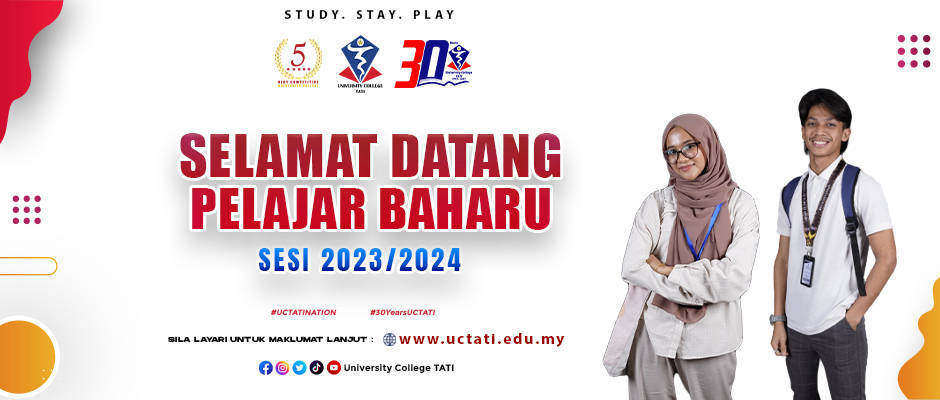 STUDY. STAY. PLAY
5
UNIVERSITY COLLEGE
TATI
30
SELAMAT DATANG
PELAJAR BAHARU
SESI 2023/2024
#UCTATINATION #30YearsUCTATI
SILA LAYARI UNTUK MAKLUMAT LANJUT : www.uctati.edu.my
University College TATI